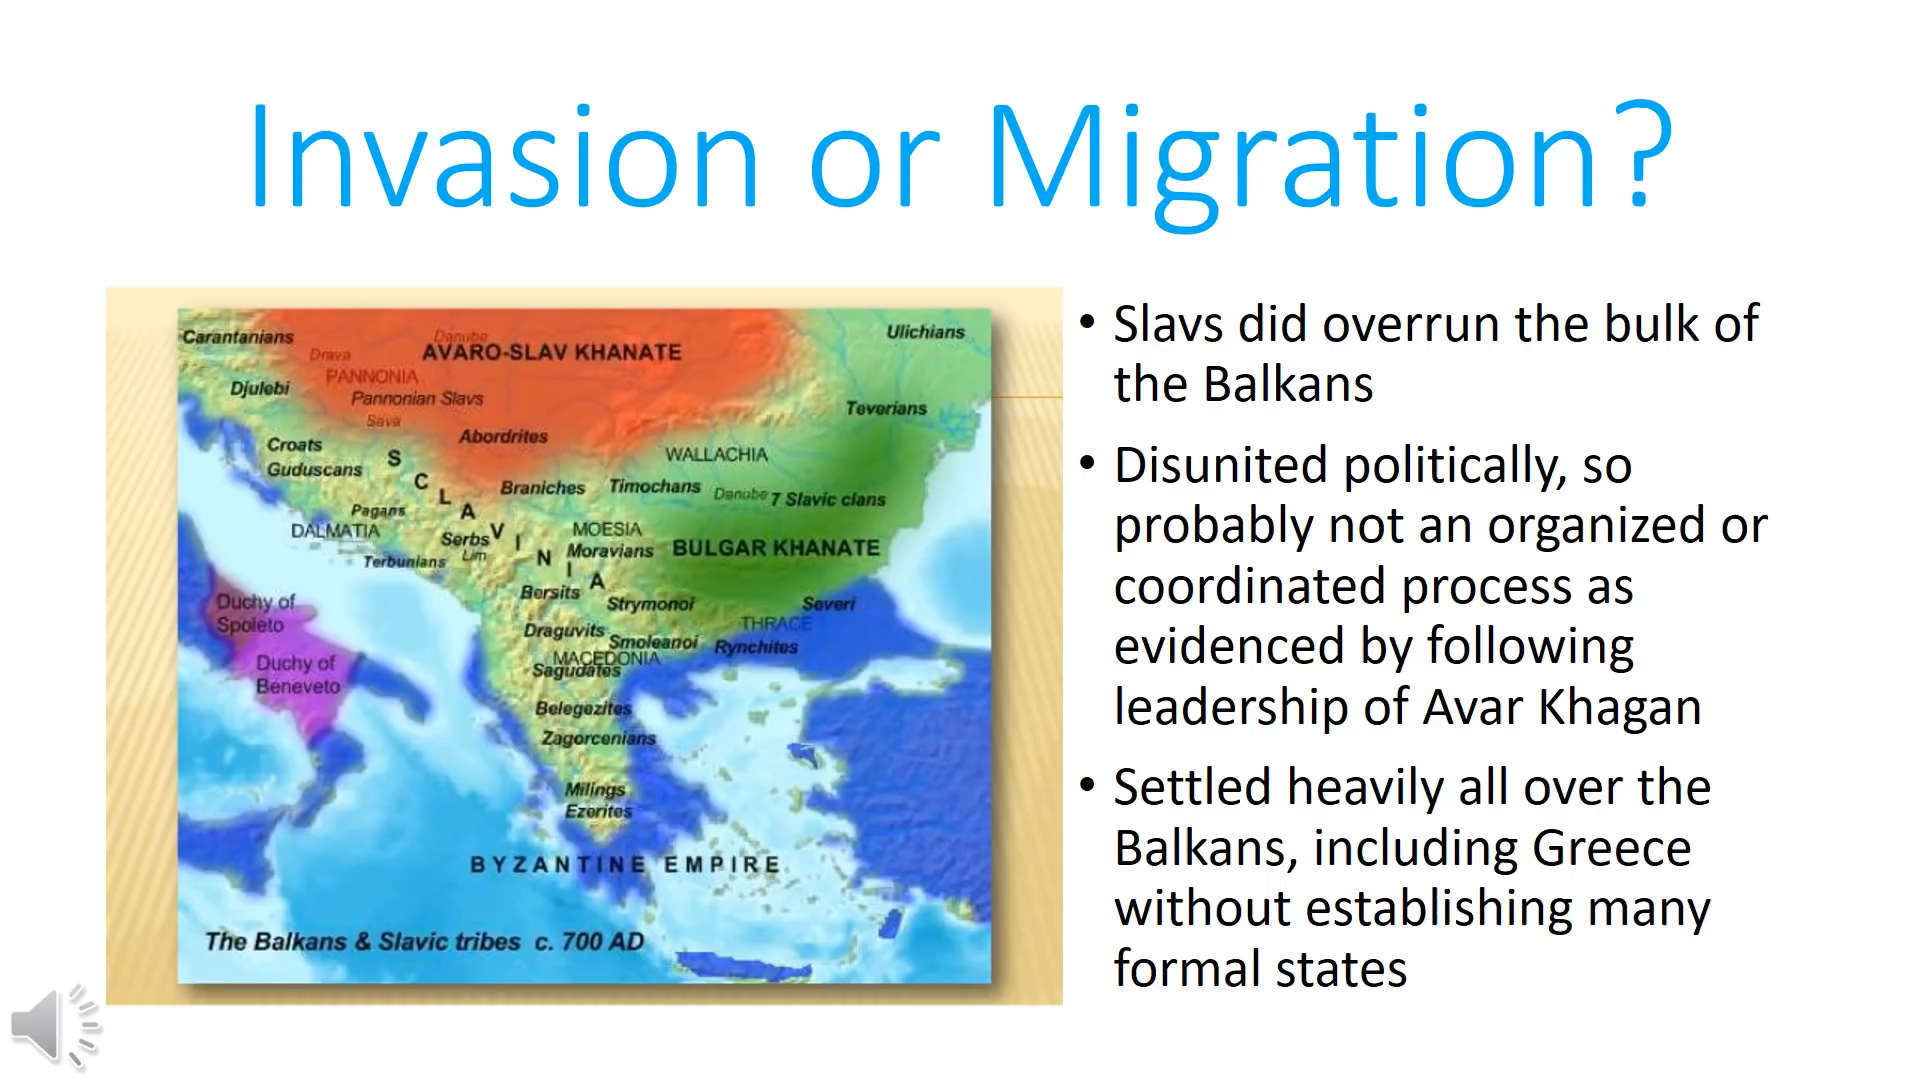 Invasion or Migration?
Carantanians
Danube
Ulichians
Drava
AVARO-SLAV KHANATE
PANNONIA
Djulebi
Pannonian Slavs
Sava
Teverians
Abordrites
Croats
Guduscans
SCLAVINIA
WALLACHIA
Braniches
Timochans
Danube
7 Slavic clans
Pagans
DALMATIA
Serbs
MOESIA
Lim
Moravians
BULGAR KHANATE
Terbunians
Bersits
Strymonoi
Severi
Duchy of
Spoleto
Draguvits
Smoleanoi
THRACE
Rynchites
MACEDONIA
Sagudates
Duchy of
Beneveto
Belegezites
Zagorcenians
Milings
Ezerites
BYZANTINE EMPIRE
The Balkans & Slavic tribes c. 700 AD
• Slavs did overrun the bulk of
the Balkans
• Disunited politically, so
probably not an organized or
coordinated process as
evidenced by following
leadership of Avar Khagan
• Settled heavily all over the
Balkans, including Greece
without establishing many
formal states